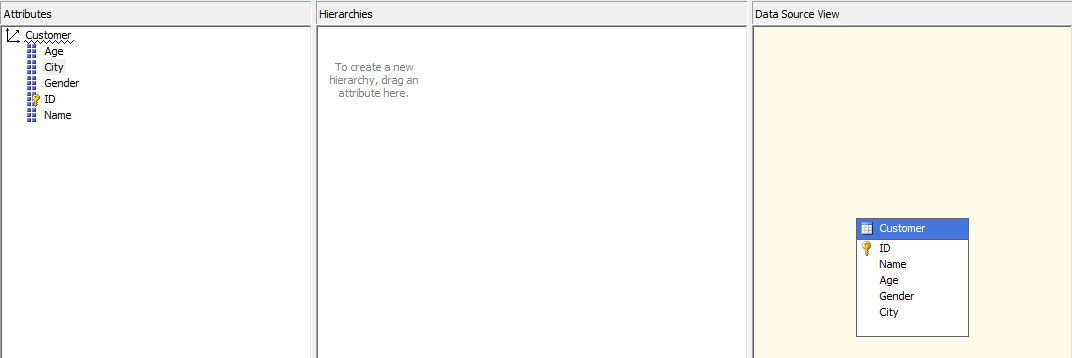 Attributes
Customer
Age
City
Gender
ID
Name
Hierarchies
To create a new
hierarchy, drag an
attribute here.
Data Source View
Customer
ID
Name
Age
Gender
City